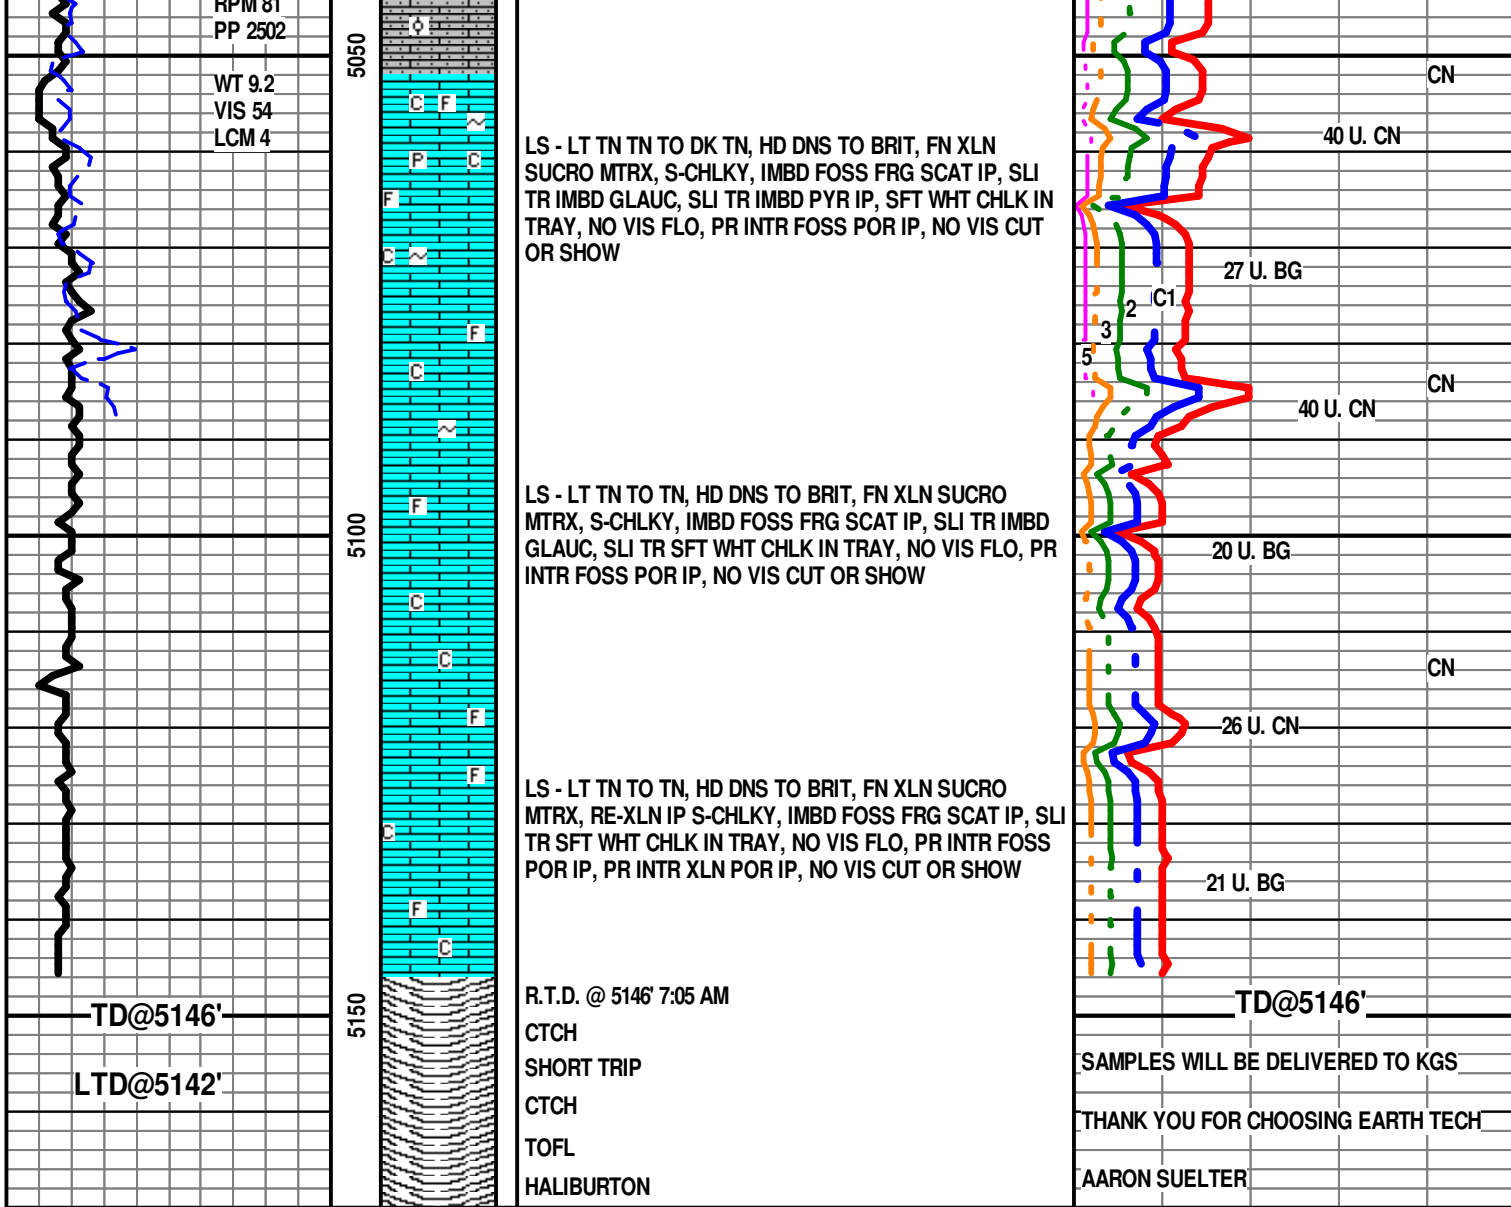 RPM 81
PP 2502
WT 9.2
VIS 54
LCM 4
TD@5146'
LTD@5142'
5050
5100
5150
C F
P C
F
C
F
C
F
C
C
F
F
C
F
C
LS - LT TN TN TO DK TN, HD DNS TO BRIT, FN XLN
SUCRO MTRX, S-CHLKY, IMBD FOSS FRG SCAT IP, SLI
TR IMBD GLAUC, SLI TR IMBD PYR IP, SFT WHT CHLK IN
TRAY, NO VIS FLO, PR INTR FOSS POR IP, NO VIS CUT
OR SHOW
LS - LT TN TO TN, HD DNS TO BRIT, FN XLN SUCRO
MTRX, S-CHLKY, IMBD FOSS FRG SCAT IP, SLI TR IMBD
GLAUC, SLI TR SFT WHT CHLK IN TRAY, NO VIS FLO, PR
INTR FOSS POR IP, NO VIS CUT OR SHOW
LS - LT TN TO TN, HD DNS TO BRIT, FN XLN SUCRO
MTRX, RE-XLN IP S-CHLKY, IMBD FOSS FRG SCAT IP, SLI
TR SFT WHT CHLK IN TRAY, NO VIS FLO, PR INTR FOSS
POR IP, PR INTR XLN POR IP, NO VIS CUT OR SHOW
R.T.D. @ 5146' 7:05 AM
CTCH
SHORT TRIP
CTCH
TOFL
HALIBURTON
CN
40 U. CN
27 U. BG
C1
2
3
5
CN
40 U. CN
20 U. BG
CN
26 U. CN
21 U. BG
TD@5146'
SAMPLES WILL BE DELIVERED TO KGS
THANK YOU FOR CHOOSING EARTH TECH
AARON SUELTER